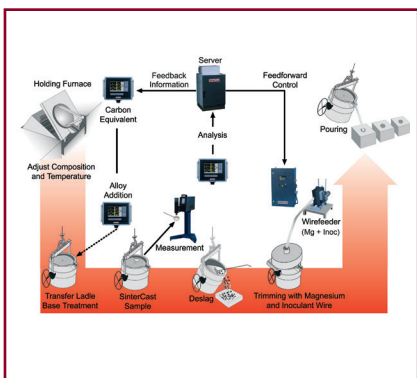 Server
Holding Furnace
Feedback
Information
Feedforward
Control
Carbon
Equivalent
Pouring
Analysis
Adjust Composition
and Temperature
Alloy
Addition
Wirefeeder
(Mg + Inoc)
Measurement
Transfer Ladle
Base Treatment
SinterCast
Sample
Deslag
Trimming with Magnesium
and Inoculant Wire